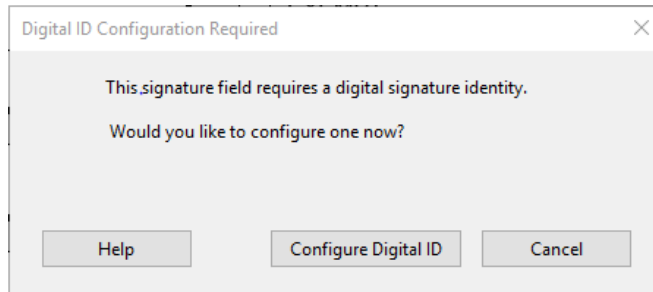 Digital ID Configuration Required
This signature field requires a digital signature identity.
Would you like to configure one now?
Help
Configure Digital ID
Cancel